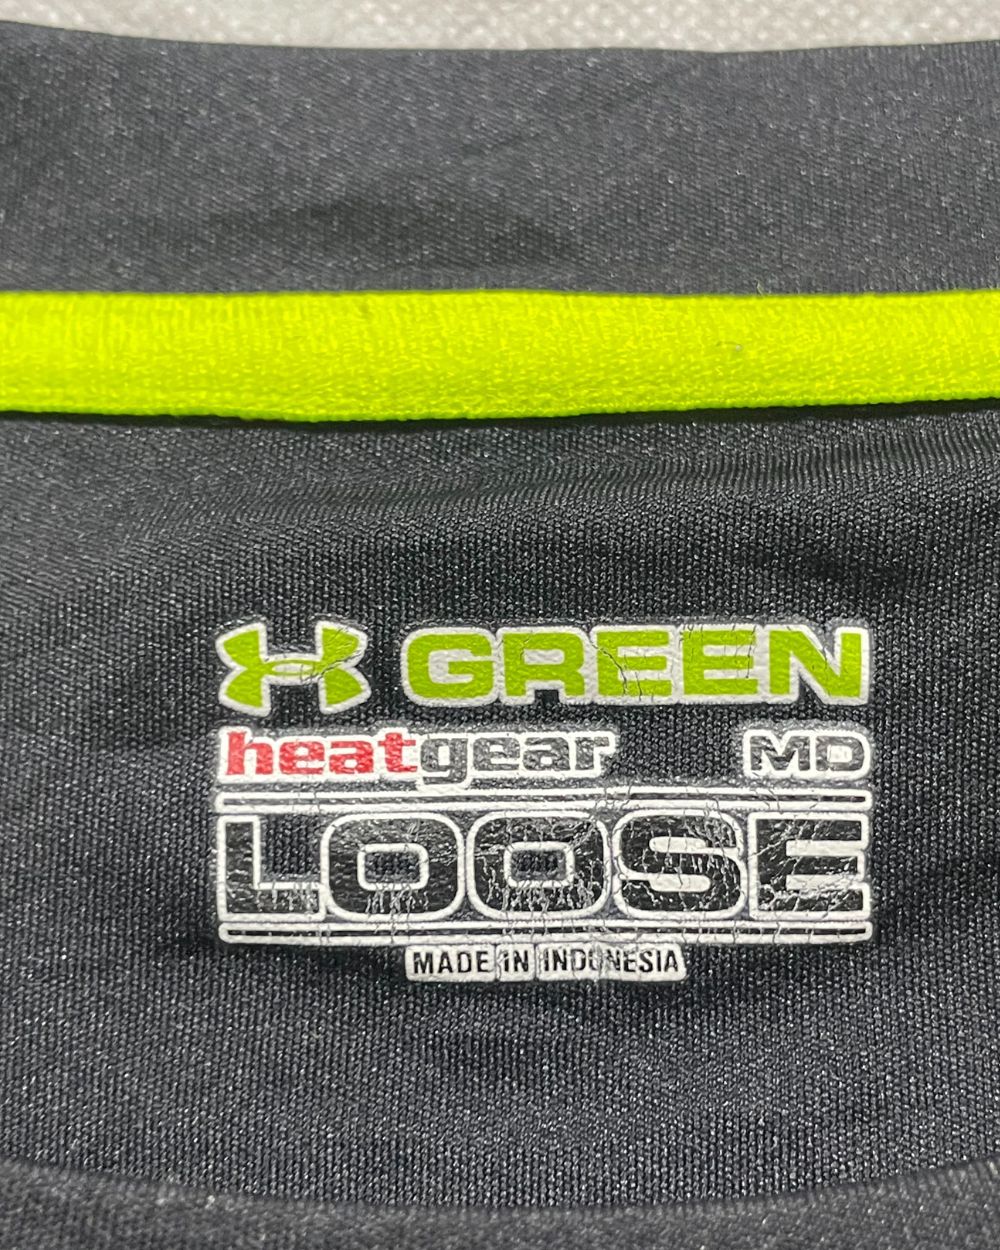 GREEN
heatgear MD
LOOSE
MADE IN INDONESIA